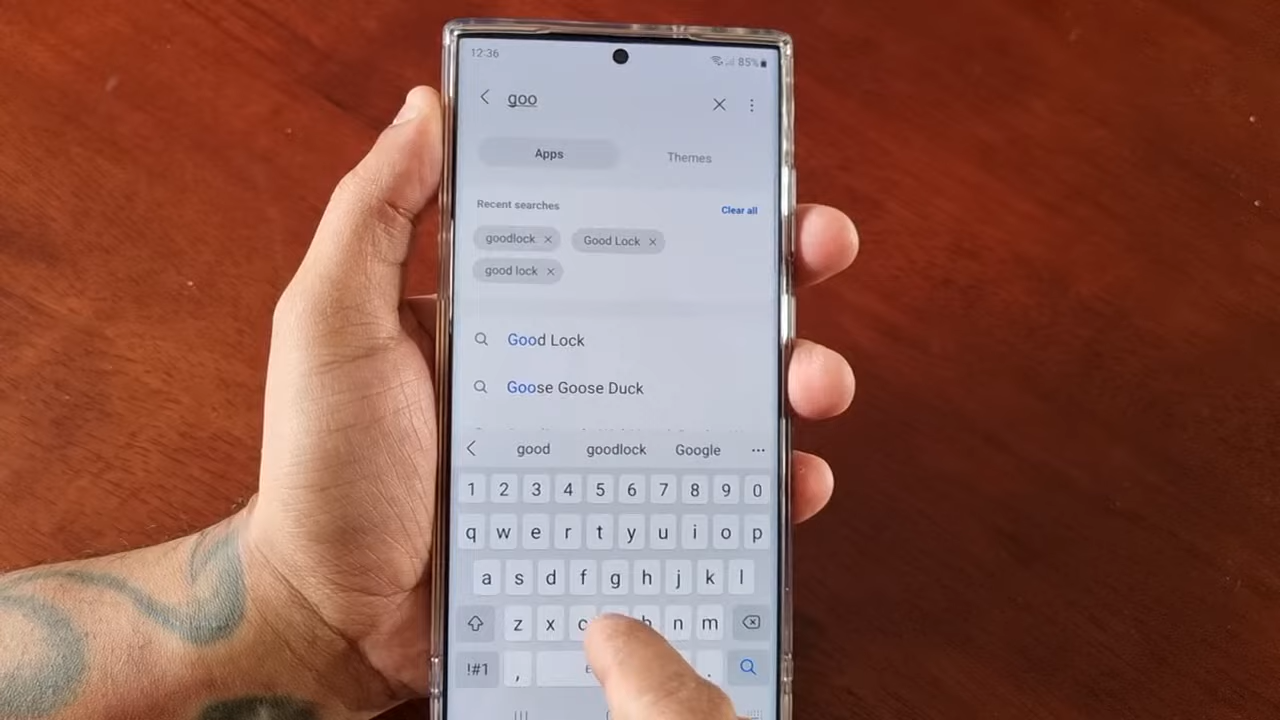 12:36 85%
goo
Apps Themes
Recent searches Clear all
goodlock Good Lock
good lock
Good Lock
Goose Goose Duck
good goodlock Google
1 2 3 4 5 6 7 8 9 0
q w e r t y u i o p
a s d f g h j k l
z x c b n m
!#1 , .